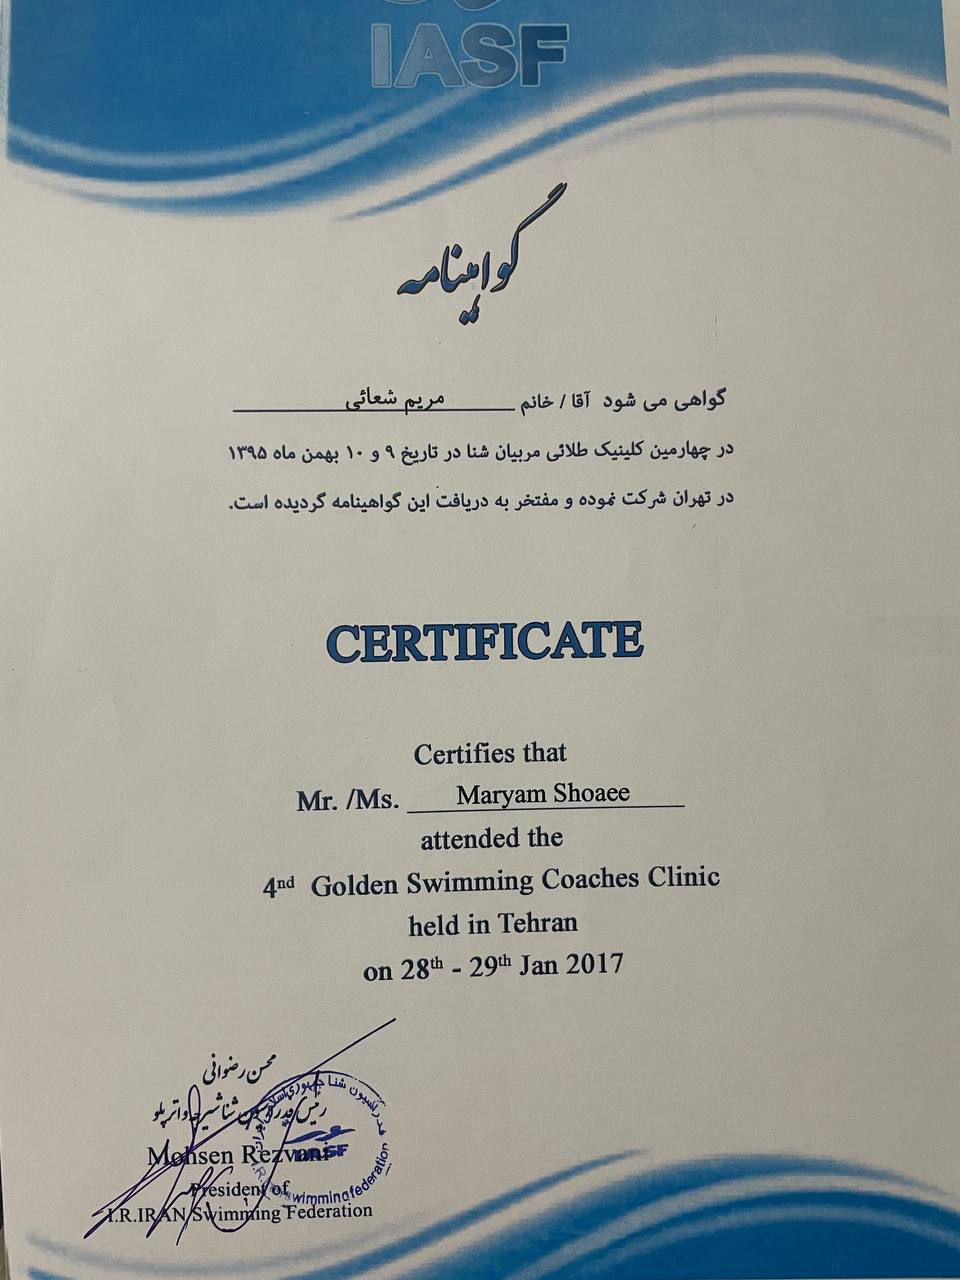 IASF
گواهینامه
گواهی می شود آقا / خانم مریم شعائی
در چهارمین کلینیک طلائی مربیان شنا در تاریخ ۹ و ۱۰ بهمن ماه ۱۳۹۵
در تهران شرکت نموده و مفتخر به دریافت این گواهینامه گردیده است.
CERTIFICATE
Certifies that
Mr. /Ms. Maryam Shoaee
attended the
4nd Golden Swimming Coaches Clinic
held in Tehran
on 28th - 29th Jan 2017
محسن رضوانی
رئیس فدراسیون شنا شیرجه و واترپلو
Mohsen Rezvani
President of
I.R.IRAN Swimming Federation
فدراسیون شنا جمهوری اسلامی ایران
IASF
swimming federation